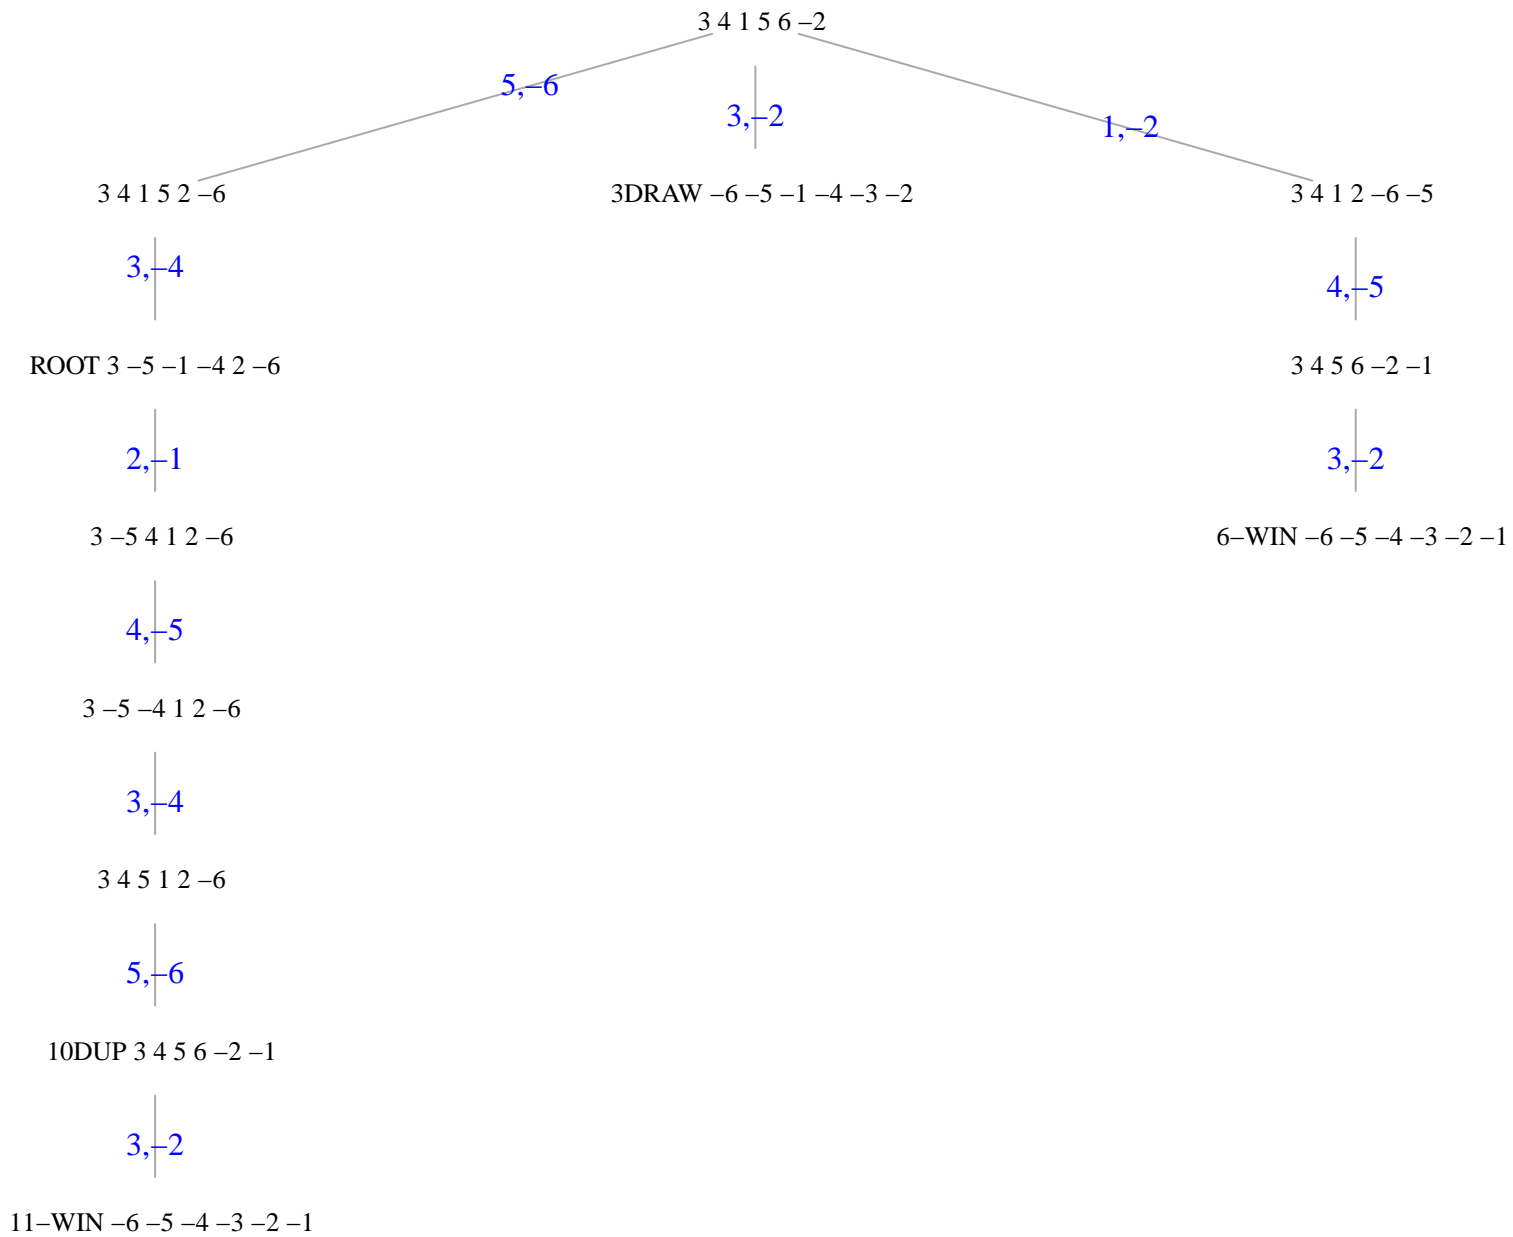 3 4 1 5 6 –2
5,–6
3,–2
1,–2
3 4 1 5 2 –6
3DRAW –6 –5 –1 –4 –3 –2
3 4 1 2 –6 –5
3,–4
4,–5
ROOT 3 –5 –1 –4 2 –6
3 4 5 6 –2 –1
2,–1
3,–2
3 –5 4 1 2 –6
6–WIN –6 –5 –4 –3 –2 –1
4,–5
3 –5 –4 1 2 –6
3,–4
3 4 5 1 2 –6
5,–6
10DUP 3 4 5 6 –2 –1
3,–2
11–WIN –6 –5 –4 –3 –2 –1